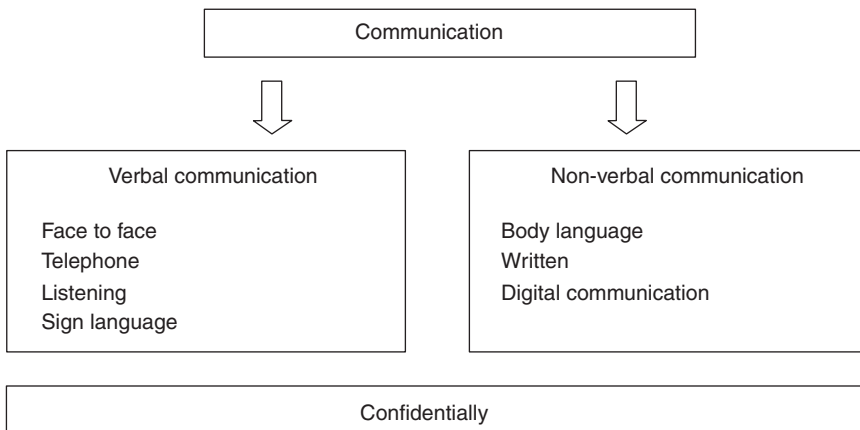 Communication
Verbal communication
Face to face
Telephone
Listening
Sign language
Non-verbal communication
Body language
Written
Digital communication
Confidentially